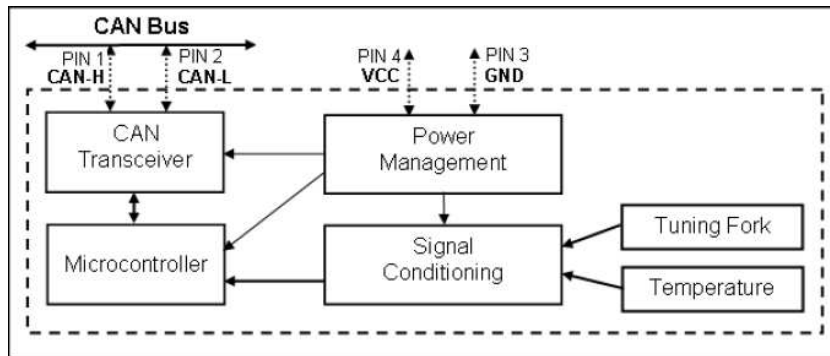 CAN Bus
PIN 1
CAN-H
PIN 2
CAN-L
PIN 4
VCC
PIN 3
GND
CAN
Transceiver
Power
Management
Microcontroller
Signal
Conditioning
Tuning Fork
Temperature